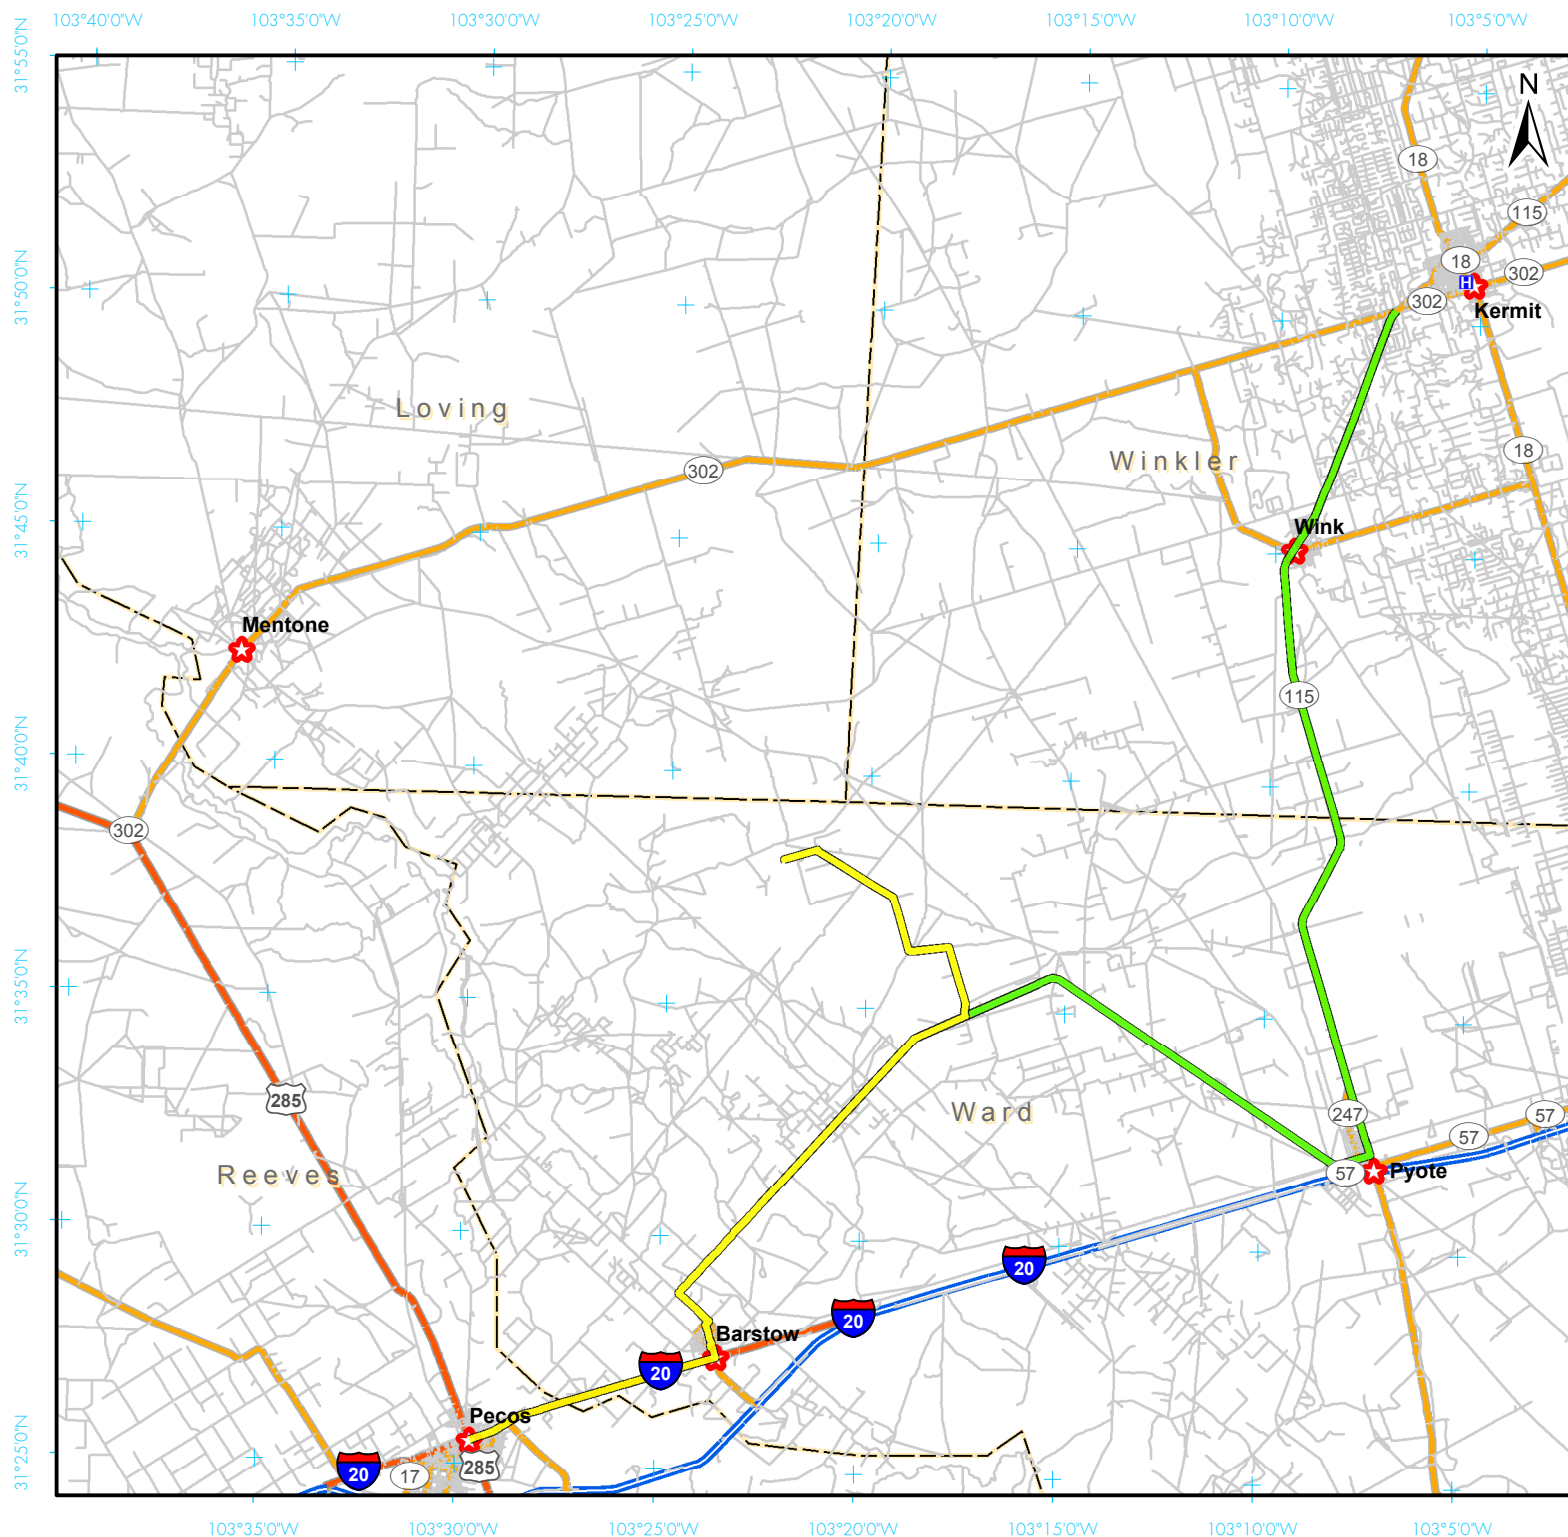 103°40'0"W 103°35'0"W 103°30'0"W 103°25'0"W 103°20'0"W 103°15'0"W 103°10'0"W 103°5'0"W
31°55'0"N
N
18
115
18
H
302
302
Kermit
31°50'0"N
Loving
Winkler
302
18
31°45'0"N
Wink
Mentone
115
31°40'0"N
302
31°35'0"N
285
Ward
247
57
57
Reeves
57
Pyote
31°30'0"N
20
20
Barstow
20
Pecos
31°25'0"N
20
17
285
103°35'0"W 103°30'0"W 103°25'0"W 103°20'0"W 103°15'0"W 103°10'0"W 103°5'0"W